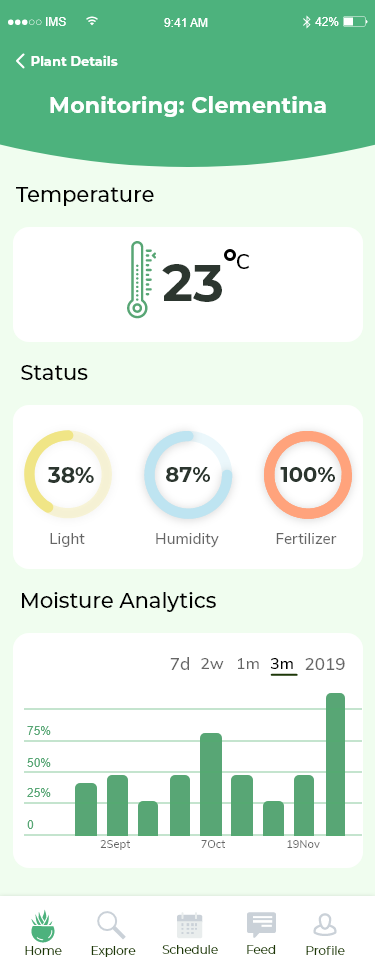 IMS 9:41 AM 42%
Plant Details
Monitoring: Clementina
Temperature
23°C
Status
38% 87% 100%
Light Humidity Fertilizer
Moisture Analytics
7d 2w 1m 3m 2019
75%
50%
25%
0
2Sept 7Oct 19Nov
Home Explore Schedule Feed Profile